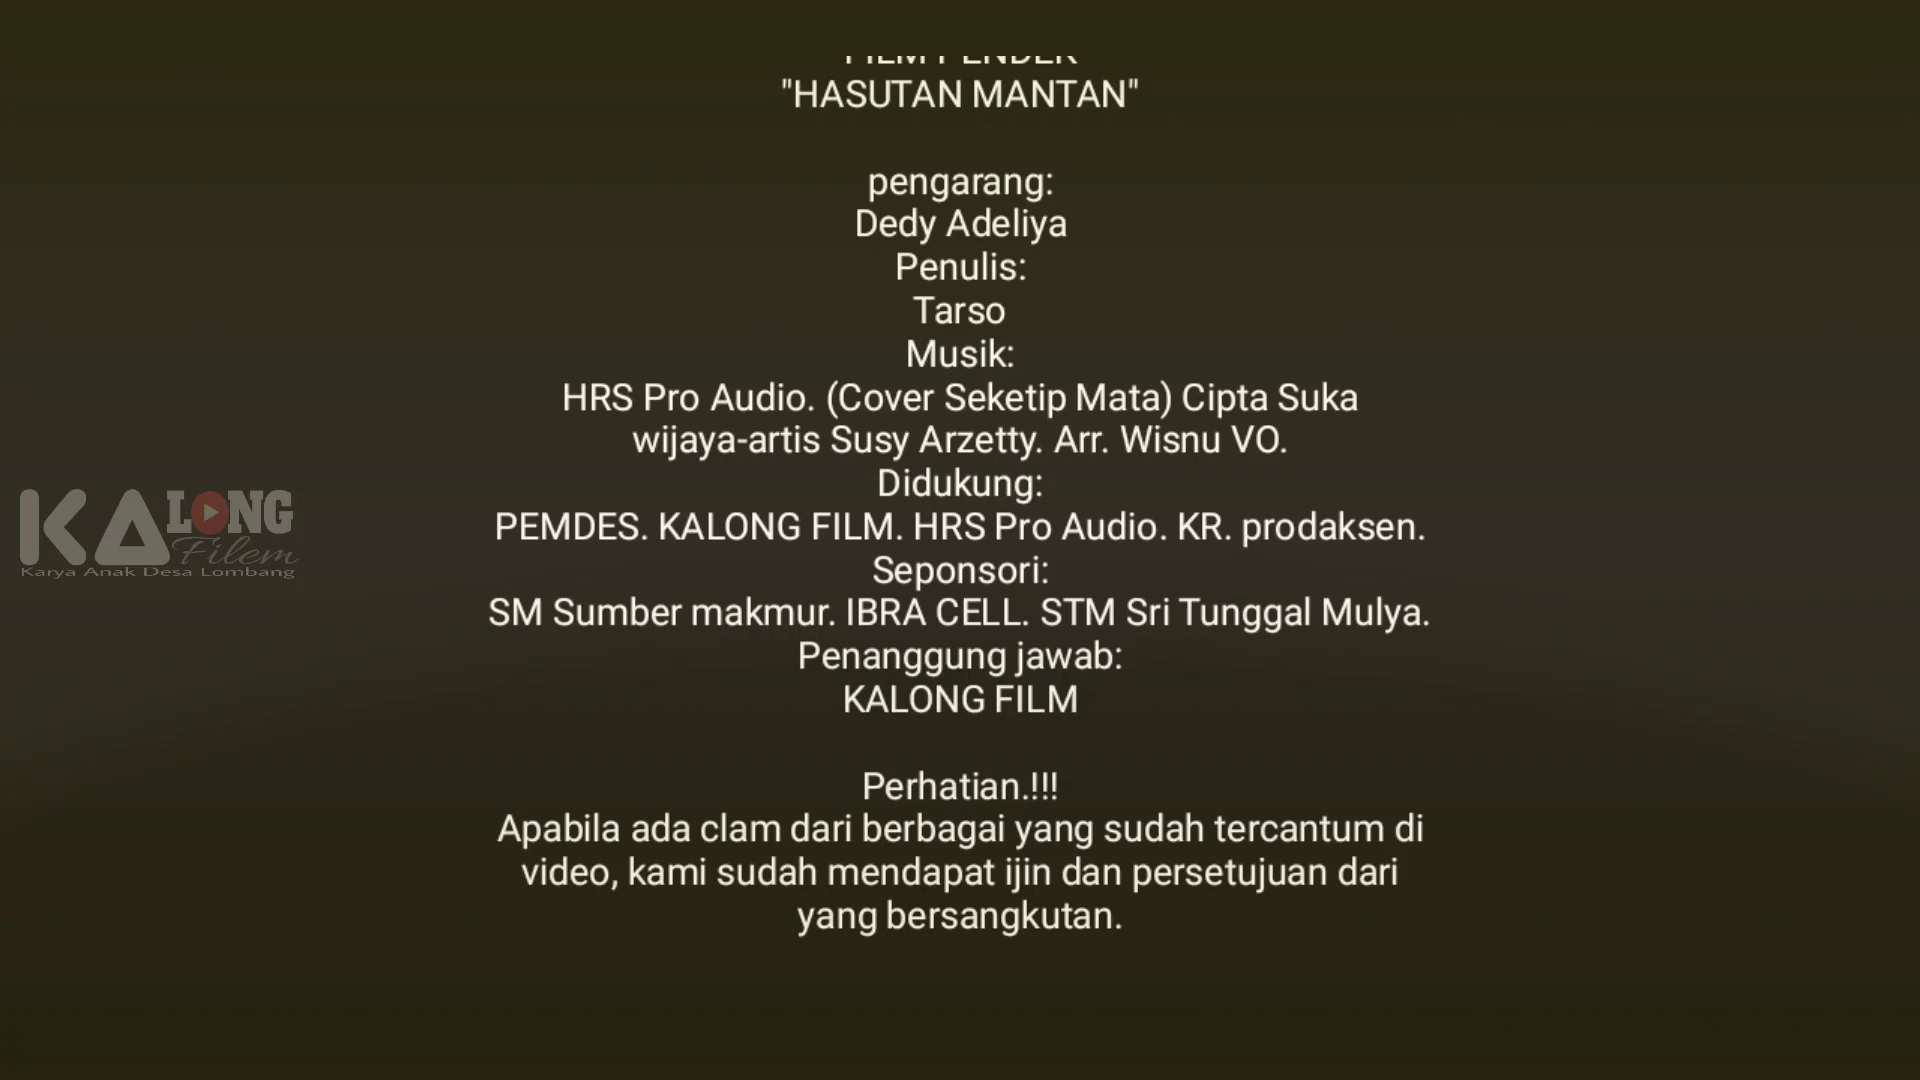 FILM PENDEK
"HASUTAN MANTAN"
pengarang:
Dedy Adeliya
Penulis:
Tarso
Musik:
HRS Pro Audio. (Cover Seketip Mata) Cipta Suka
wijaya-artis Susy Arzetty. Arr. Wisnu VO.
Didukung:
PEMDES. KALONG FILM. HRS Pro Audio. KR. prodaksen.
Seponsori:
SM Sumber makmur. IBRA CELL. STM Sri Tunggal Mulya.
Penanggung jawab:
KALONG FILM
Perhatian.!!!
Apabila ada clam dari berbagai yang sudah tercantum di
video, kami sudah mendapat ijin dan persetujuan dari
yang bersangkutan.
KALONG
Filem
Karya Anak Desa Lombang